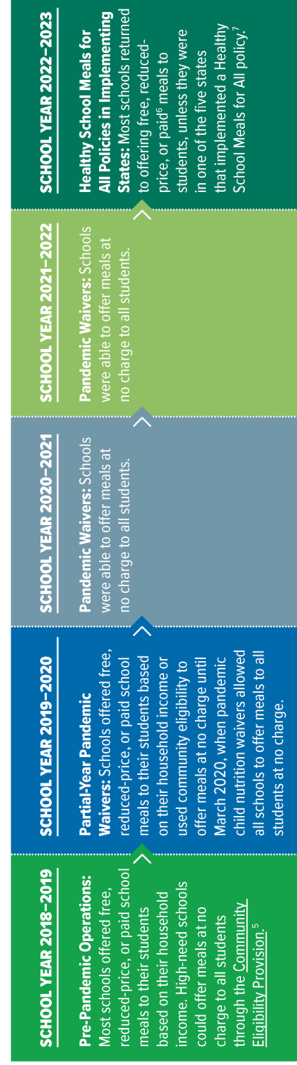 SCHOOL YEAR 2018–2019
Pre-Pandemic Operations:
Most schools offered free,
reduced-price, or paid school
meals to their students
based on their household
income. High-need schools
could offer meals at no
charge to all students
through the Community
Eligibility Provision.5
SCHOOL YEAR 2019–2020
Partial-Year Pandemic
Waivers: Schools offered free,
reduced-price, or paid school
meals to their students based
on their household income or
used community eligibility to
offer meals at no charge until
March 2020, when pandemic
child nutrition waivers allowed
all schools to offer meals to all
students at no charge.
SCHOOL YEAR 2020–2021
Pandemic Waivers: Schools
were able to offer meals at
no charge to all students.
SCHOOL YEAR 2021–2022
Pandemic Waivers: Schools
were able to offer meals at
no charge to all students.
SCHOOL YEAR 2022–2023
Healthy School Meals for
All Policies in Implementing
States: Most schools returned
to offering free, reduced-
price, or paid6 meals to
students, unless they were
in one of the five states
that implemented a Healthy
School Meals for All policy.7